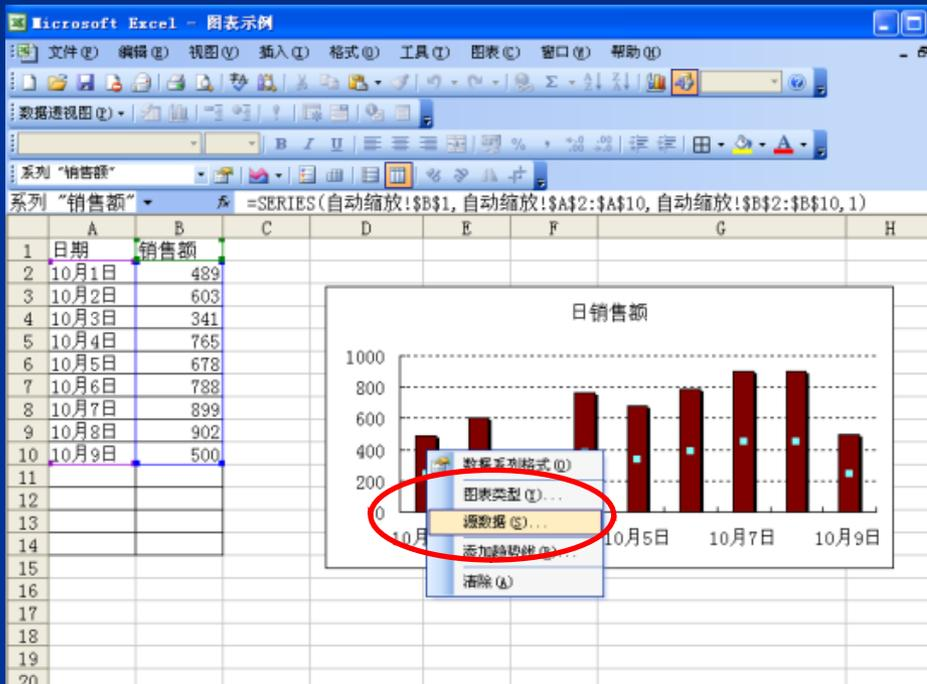 Microsoft Excel - 图表示例
文件(F) 编辑(E) 视图(V) 插入(I) 格式(O) 工具(T) 图表(C) 窗口(W) 帮助(H)
数据透视图(P)
B I U % ,
系列 "销售额"
系列 "销售额" fx =SERIES(自动缩放!$B$1,自动缩放!$A$2:$A$10,自动缩放!$B$2:$B$10,1)
A B C D E F G H
1 日期 销售额
2 10月1日 489
3 10月2日 603
4 10月3日 341
5 10月4日 765
6 10月5日 678
7 10月6日 788
8 10月7日 899
9 10月8日 902
10 10月9日 500
11
12
13
14
15
16
17
18
19
20
日销售额
1000
800
600
400
200
0
10月 10月5日 10月7日 10月9日
数据系列格式(O)
图表类型(Y)...
源数据(S)...
添加趋势线(R)...
清除(A)